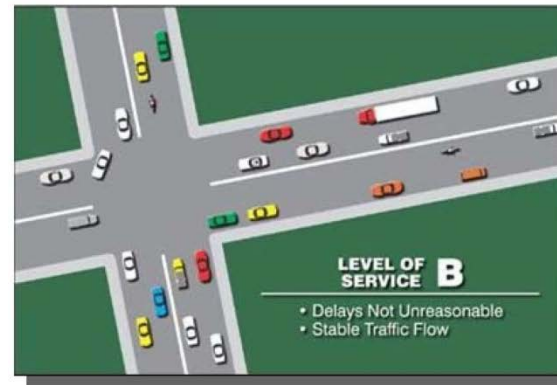 LEVEL OF
SERVICE B
• Delays Not Unreasonable
• Stable Traffic Flow